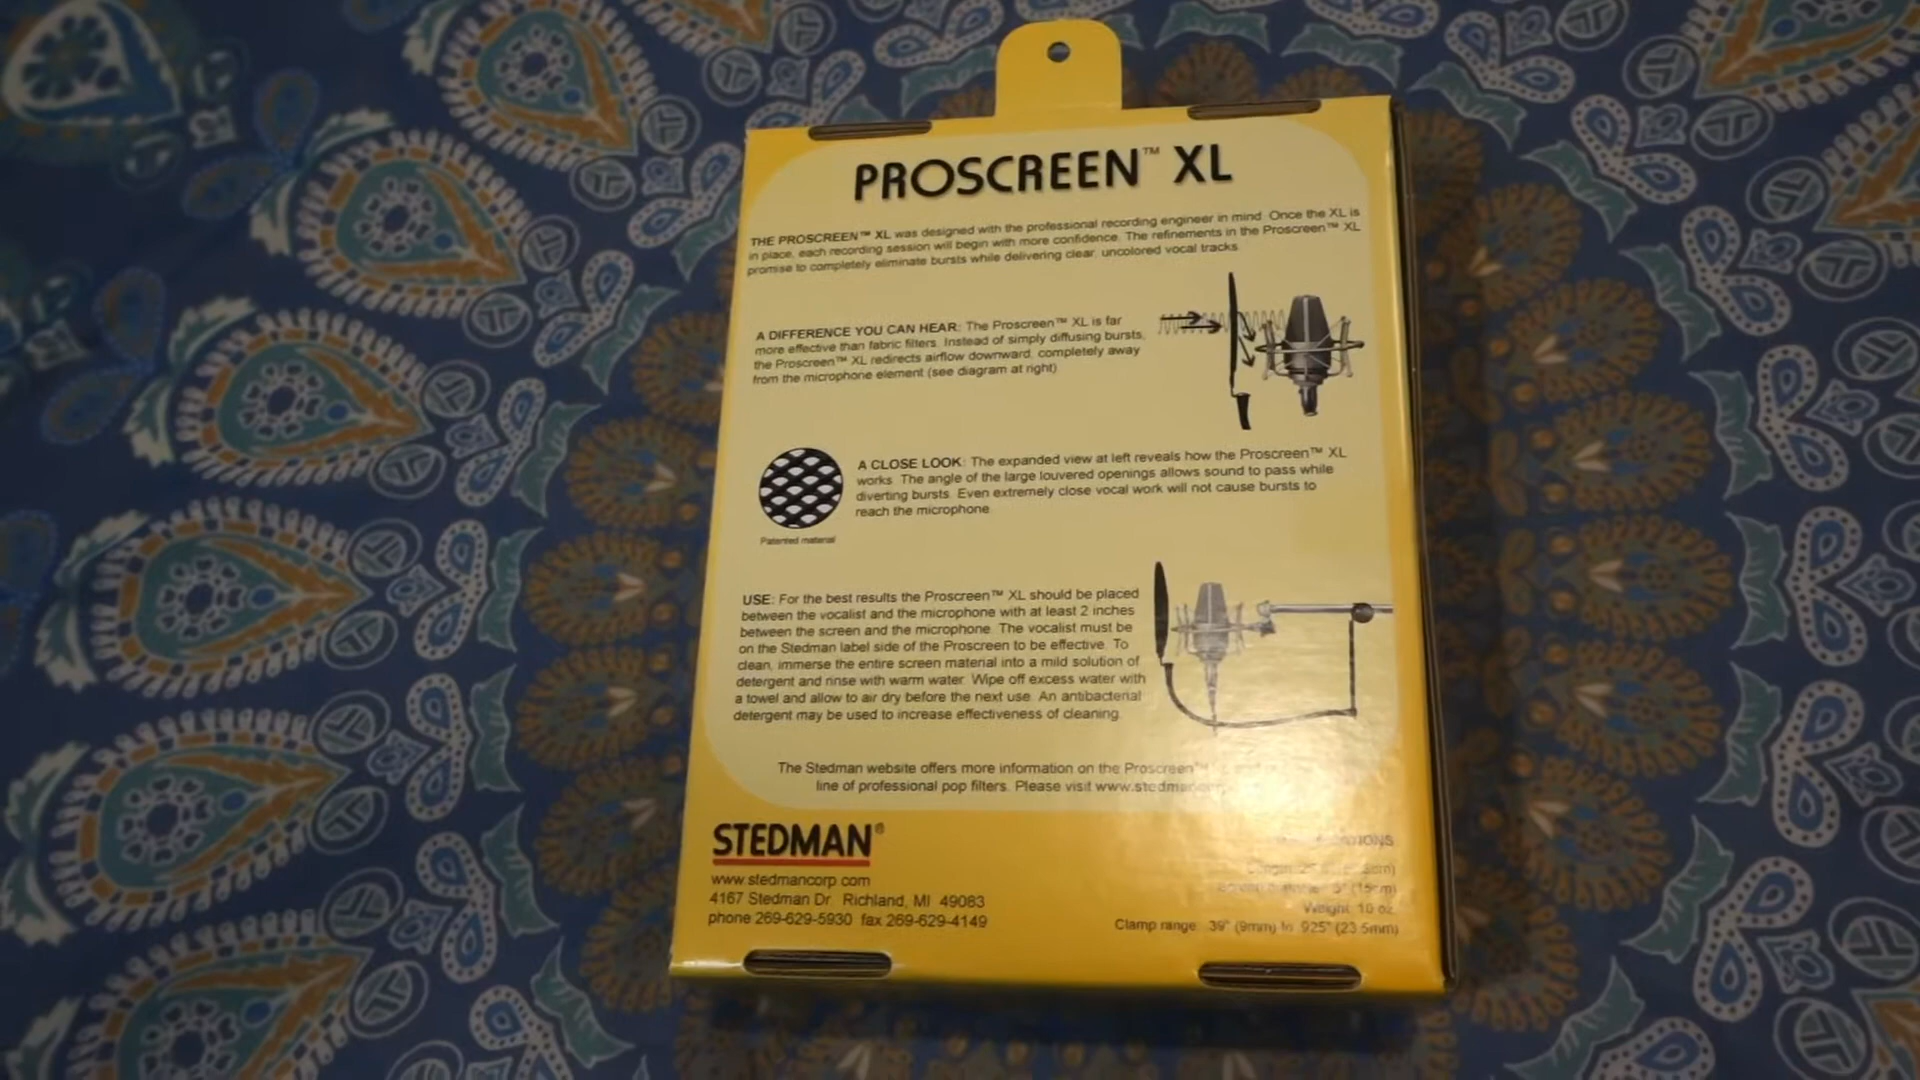 PROSCREEN™ XL
THE PROSCREEN™ XL was designed with the professional recording engineer in mind. Once the XL is
in place, each recording session will begin with more confidence. The refinements in the Proscreen™ XL
promise to completely eliminate bursts while delivering clear, uncolored vocal tracks.
A DIFFERENCE YOU CAN HEAR: The Proscreen™ XL is far
more effective than fabric filters. Instead of simply diffusing bursts,
the Proscreen™ XL redirects airflow downward, completely away
from the microphone element (see diagram at right)
A CLOSE LOOK: The expanded view at left reveals how the Proscreen™ XL
works. The angle of the large louvered openings allows sound to pass while
diverting bursts. Even extremely close vocal work will not cause bursts to
reach the microphone.
Patented material
USE: For the best results the Proscreen™ XL should be placed
between the vocalist and the microphone with at least 2 inches
between the screen and the microphone. The vocalist must be
on the Stedman label side of the Proscreen to be effective. To
clean, immerse the entire screen material into a mild solution of
detergent and rinse with warm water. Wipe off excess water with
a towel and allow to air dry before the next use. An antibacterial
detergent may be used to increase effectiveness of cleaning.
The Stedman website offers more information on the Proscreen™
line of professional pop filters. Please visit
STEDMAN®
www.stedmancorp.com
4167 Stedman Dr. Richland, MI 49083
phone 269-629-5930 fax 269-629-4149
(15cm)
Weight: 10 oz.
Clamp range: .39" (9mm) to .925" (23.5mm)